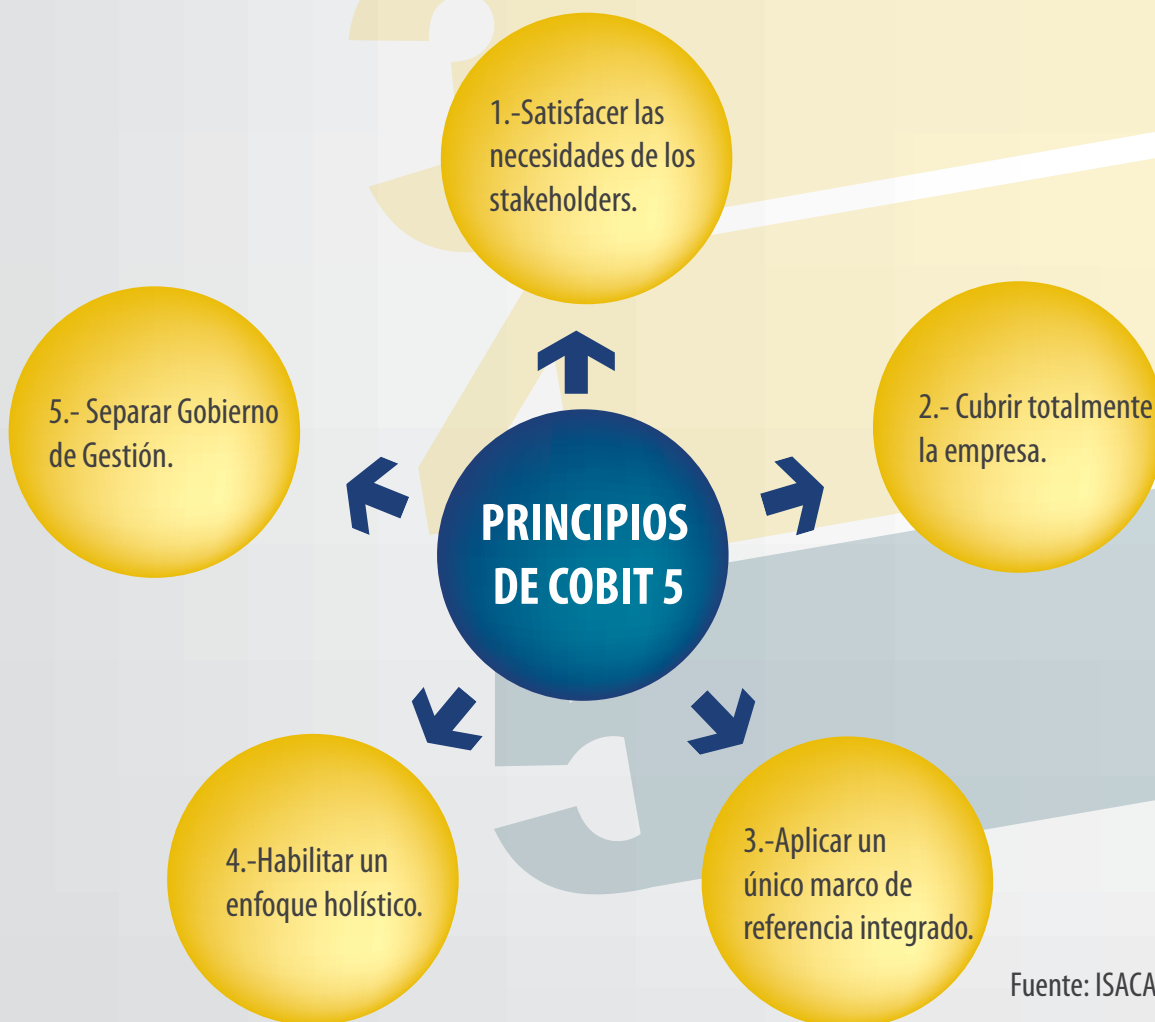 1.-Satisfacer las
necesidades de los
stakeholders.
5.- Separar Gobierno
de Gestión.
2.- Cubrir totalmente
la empresa.
PRINCIPIOS
DE COBIT 5
4.-Habilitar un
enfoque holístico.
3.-Aplicar un
único marco de
referencia integrado.
Fuente: ISACA